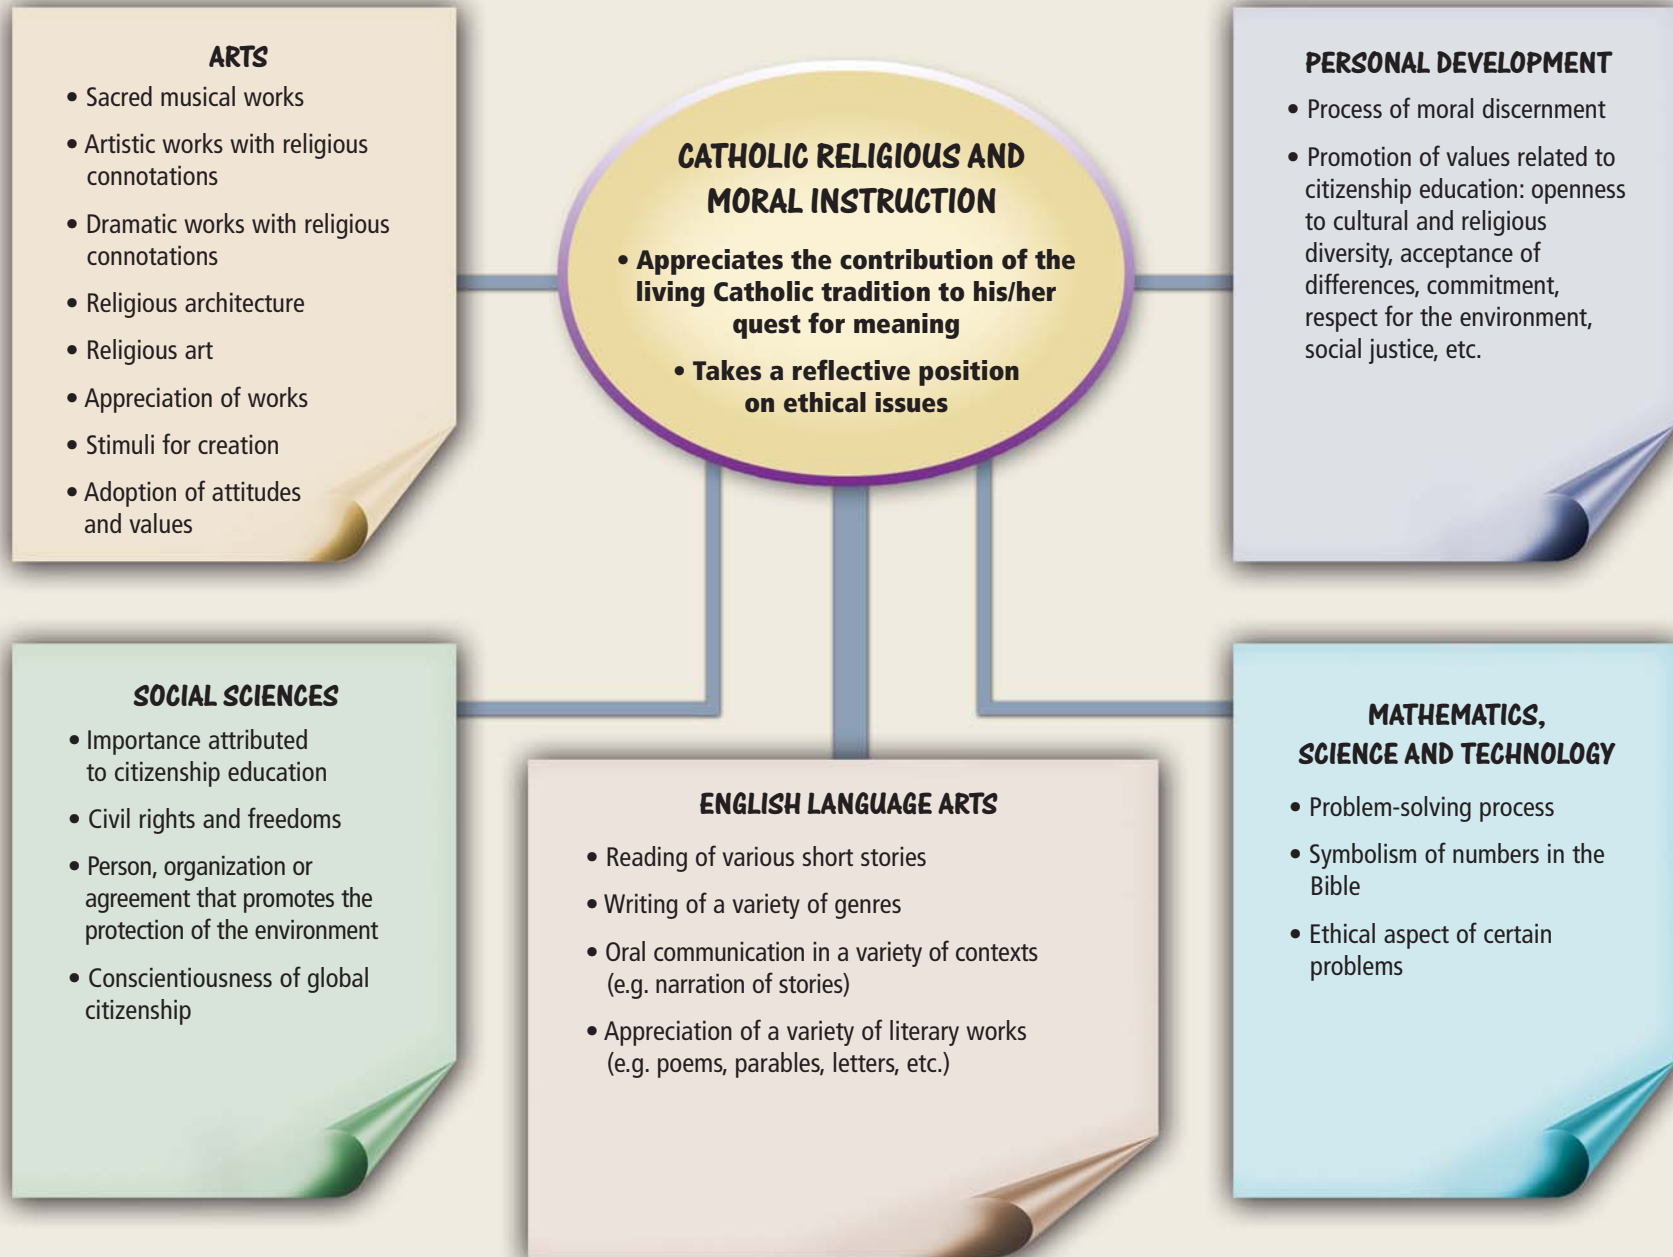 ARTS
• Sacred musical works
• Artistic works with religious
connotations
• Dramatic works with religious
connotations
• Religious architecture
• Religious art
• Appreciation of works
• Stimuli for creation
• Adoption of attitudes
and values
CATHOLIC RELIGIOUS AND
MORAL INSTRUCTION
• Appreciates the contribution of the
living Catholic tradition to his/her
quest for meaning
• Takes a reflective position
on ethical issues
PERSONAL DEVELOPMENT
• Process of moral discernment
• Promotion of values related to
citizenship education: openness
to cultural and religious
diversity, acceptance of
differences, commitment,
respect for the environment,
social justice, etc.
SOCIAL SCIENCES
• Importance attributed
to citizenship education
• Civil rights and freedoms
• Person, organization or
agreement that promotes the
protection of the environment
• Conscientiousness of global
citizenship
ENGLISH LANGUAGE ARTS
• Reading of various short stories
• Writing of a variety of genres
• Oral communication in a variety of contexts
(e.g. narration of stories)
• Appreciation of a variety of literary works
(e.g. poems, parables, letters, etc.)
MATHEMATICS,
SCIENCE AND TECHNOLOGY
• Problem-solving process
• Symbolism of numbers in the
Bible
• Ethical aspect of certain
problems